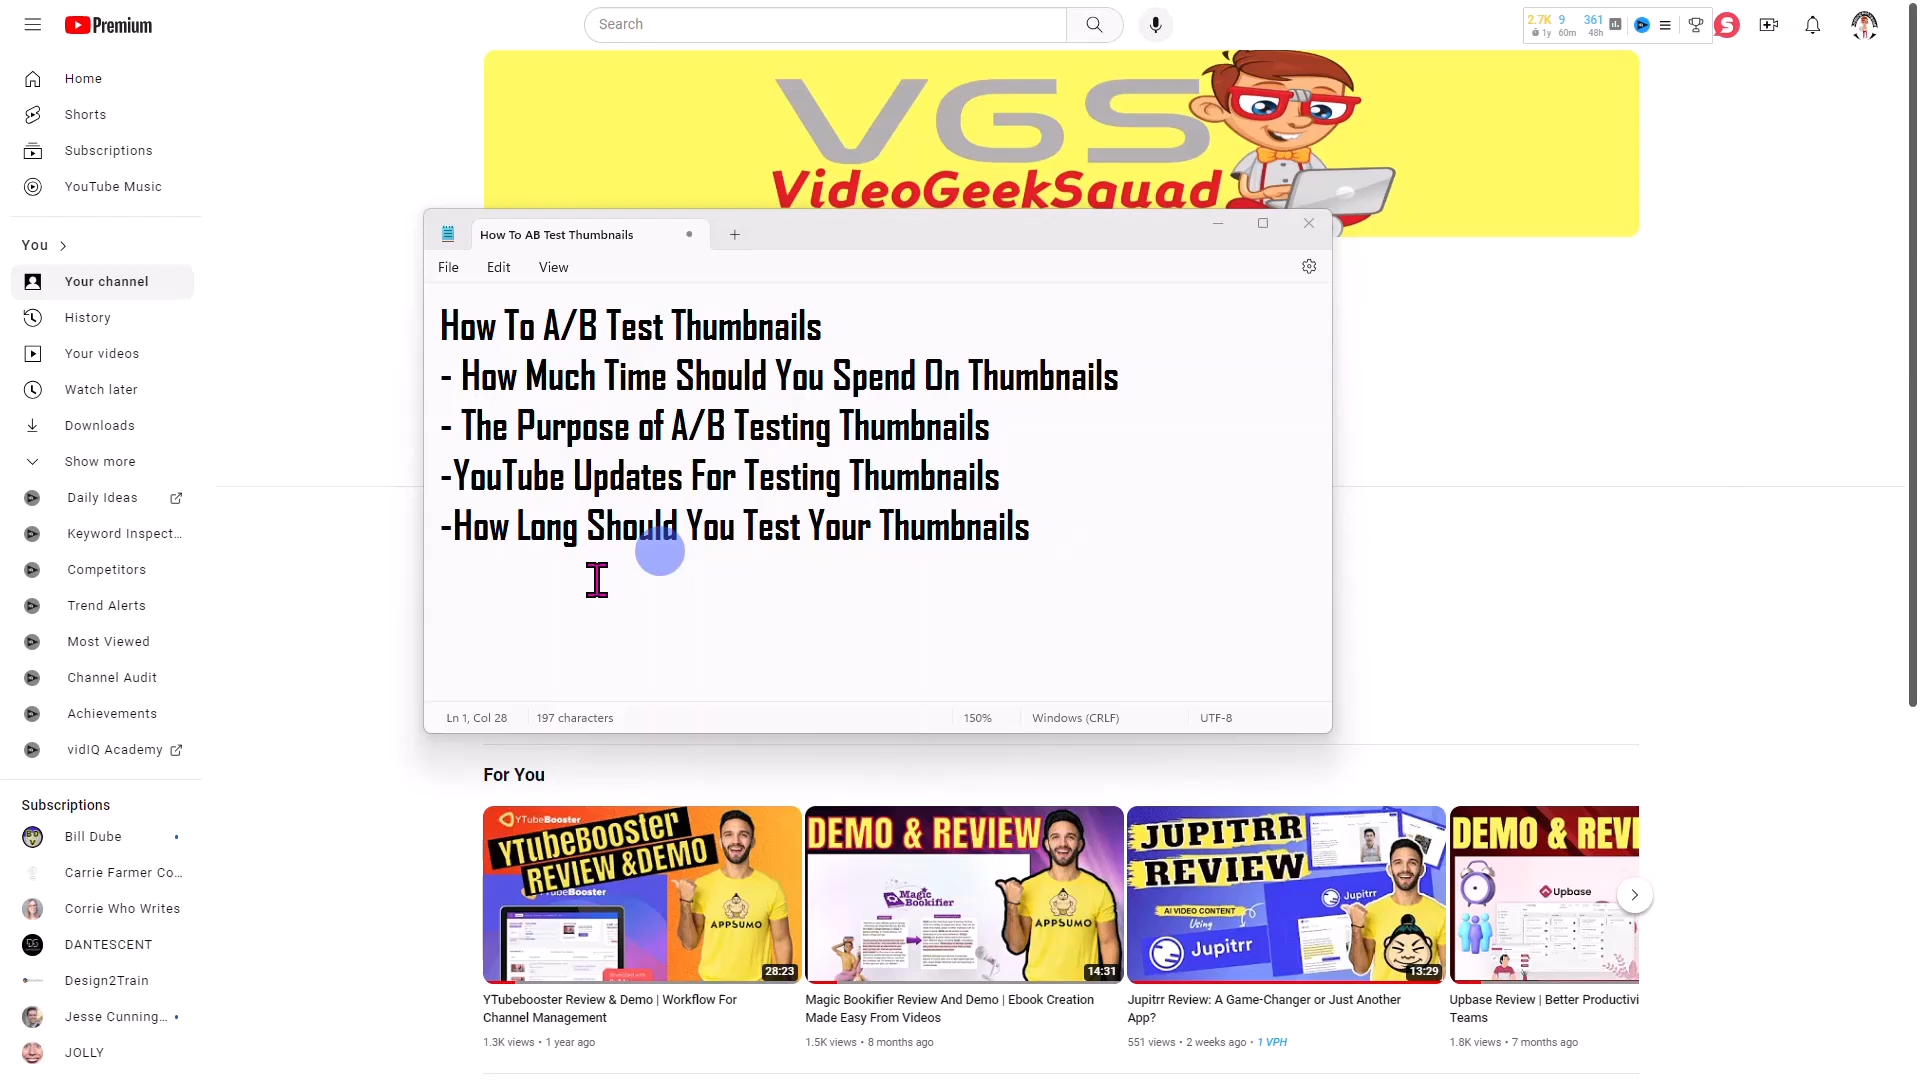 Premium
Search
2.7K 9 361
1y 60m 48h
Home
Shorts
Subscriptions
YouTube Music
You
Your channel
History
Your videos
Watch later
Downloads
Show more
Daily Ideas
Keyword Inspect...
Competitors
Trend Alerts
Most Viewed
Channel Audit
Achievements
vidIQ Academy
Subscriptions
Bill Dube
Carrie Farmer Co...
Corrie Who Writes
DANTESCENT
Design2Train
Jesse Cunning...
JOLLY
VGS
VideoGeekSquad
How To AB Test Thumbnails
File Edit View
How To A/B Test Thumbnails
- How Much Time Should You Spend On Thumbnails
- The Purpose of A/B Testing Thumbnails
-YouTube Updates For Testing Thumbnails
-How Long Should You Test Your Thumbnails
Ln 1, Col 28 197 characters 150% Windows (CRLF) UTF-8
For You
YTubeBooster
YTUBEBOOSTER
REVIEW & DEMO
APPSUMO
28:23
YTubebooster Review & Demo | Workflow For
Channel Management
1.3K views • 1 year ago
DEMO & REVIEW
Magic
Bookifier
APPSUMO
14:31
Magic Bookifier Review And Demo | Ebook Creation
Made Easy From Videos
1.5K views • 8 months ago
JUPITRR
REVIEW
AI VIDEO CONTENT
Using
Jupitrr
Jupitrr
13:29
Jupitrr Review: A Game-Changer or Just Another
App?
551 views • 2 weeks ago • 1 VPH
DEMO & REVI
Upbase
Upbase Review | Better Productivi
Teams
1.8K views • 7 months ago